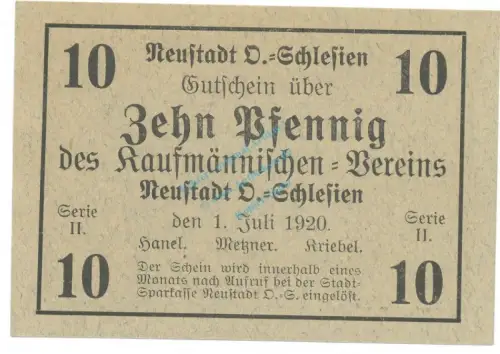 10 Neustadt O.-Schlesien 10
Gutschein über
Zehn Pfennig
des Kaufmännischen-Vereins
Neustadt O.-Schlesien
Serie II. den 1. Juli 1920. Serie II.
Hanel. Metzner. Kriebel.
10 Der Schein wird innerhalb eines 10
Monats nach Aufruf bei der Stadt-
Sparkasse Neustadt O.-S. eingelöst.